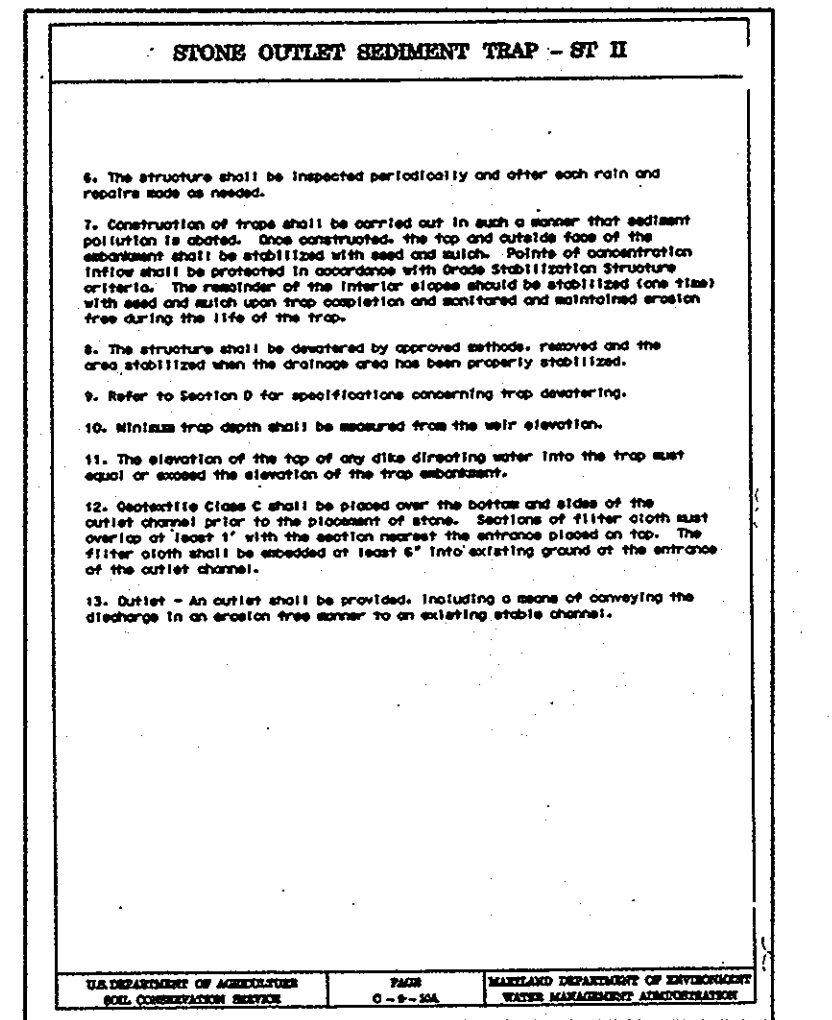 STONE OUTLET SEDIMENT TRAP - ST II
6. The structure shall be inspected periodically and after each rain and
repairs made as needed.
7. Construction of traps shall be carried out in such a manner that sediment
pollution is abated. Once constructed, the top and outside face of the
embankment shall be stabilized with seed and mulch. Points of concentration
inflow shall be protected in accordance with Grade Stabilization Structure
criteria. The remainder of the interior slopes should be stabilized (one time)
with seed and mulch upon trap completion and monitored and maintained erosion
free during the life of the trap.
8. The structure shall be dewatered by approved methods, removed and the
area stabilized when the drainage area has been properly stabilized.
9. Refer to Section D for specifications concerning trap dewatering.
10. Minimum trap depth shall be measured from the weir elevation.
11. The elevation of the top of any dike directing water into the trap must
equal or exceed the elevation of the trap embankment.
12. Geotextile Class C shall be placed over the bottom and sides of the
outlet channel prior to the placement of stone. Sections of filter cloth must
overlap at least 1' with the section nearest the entrance placed on top. The
filter cloth shall be embedded at least 6" into existing ground at the entrance
of the outlet channel.
13. Outlet - An outlet shall be provided, including a means of conveying the
discharge in an erosion free manner to an existing stable channel.
U.S. DEPARTMENT OF AGRICULTURE
SOIL CONSERVATION SERVICE
PAGE
C - 9 - 10A
MARYLAND DEPARTMENT OF ENVIRONMENT
WATER MANAGEMENT ADMINISTRATION